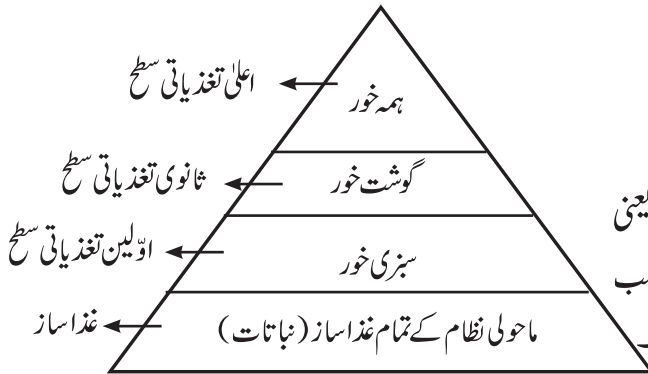 اعلیٰ تغذیاتی سطح
ہمہ خور
ثانوی تغذیاتی سطح
گوشت خور
یعنی
اوّلین تغذیاتی سطح
سبزی خور
غذا ساز
ماحولی نظام کے تمام غذا ساز (نباتات)